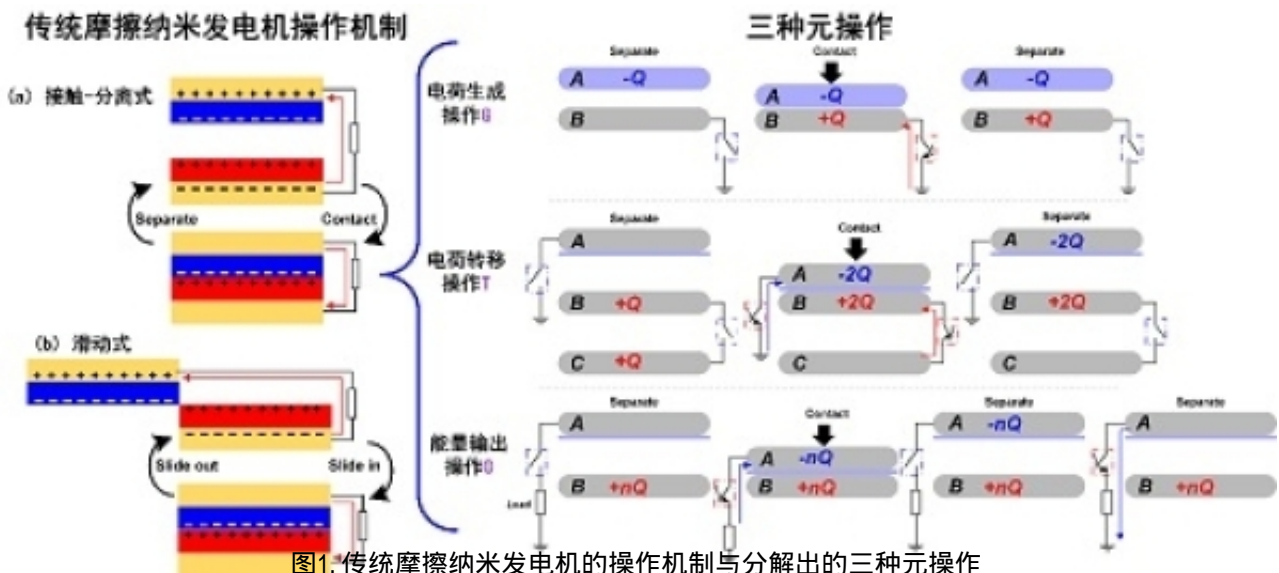 传统摩擦纳米发电机操作机制
三种元操作
(a) 接触-分离式
Separate
Contact
(b) 滑动式
Slide out
Slide in
电荷生成
操作G
Separate
Contact
Separate
A -Q
B
A -Q
B +Q
A -Q
B +Q
电荷转移
操作T
Separate
Contact
Separate
A
B +Q
C +Q
A -2Q
B +2Q
C
A -2Q
B +2Q
C
能量输出
操作O
Separate
Contact
Separate
Separate
A
B +nQ
Load
A -nQ
B +nQ
A -nQ
B +nQ
A
B +nQ
图1. 传统摩擦纳米发电机的操作机制与分解出的三种元操作